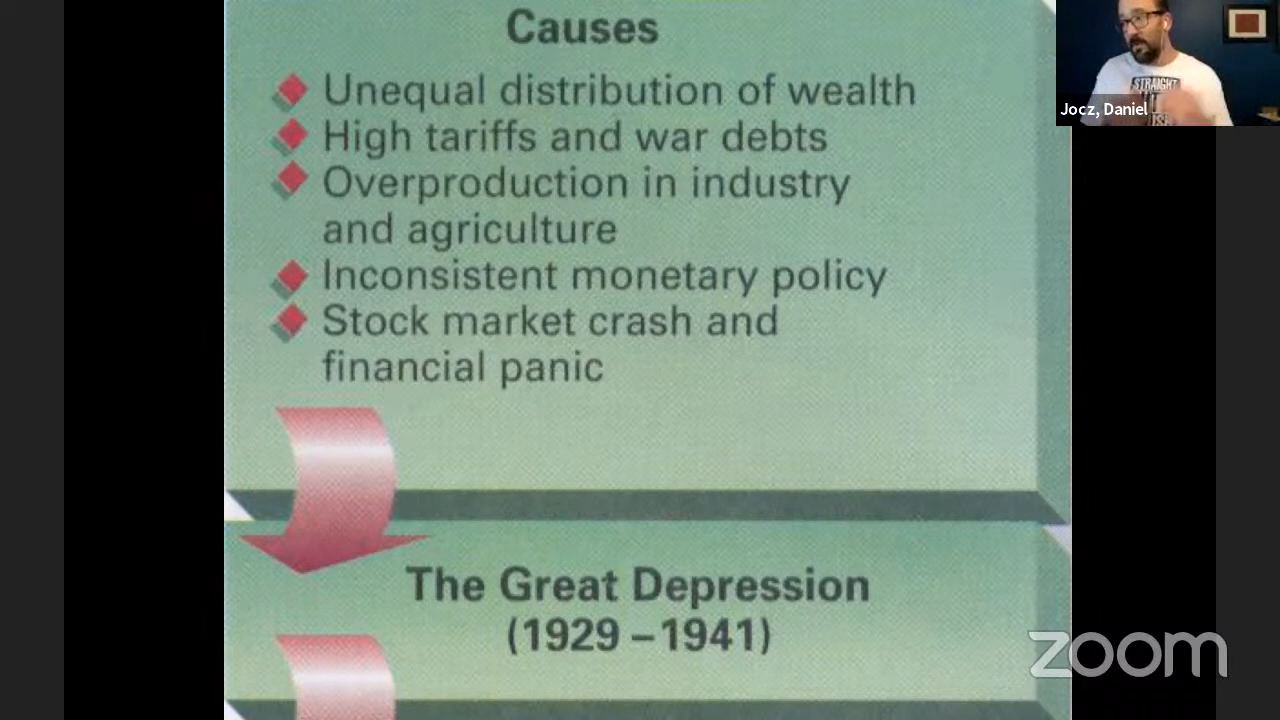 Causes
Unequal distribution of wealth
High tariffs and war debts
Overproduction in industry
and agriculture
Inconsistent monetary policy
Stock market crash and
financial panic
The Great Depression
(1929 – 1941)
STRAIGHT
Jocz, Daniel
zoom